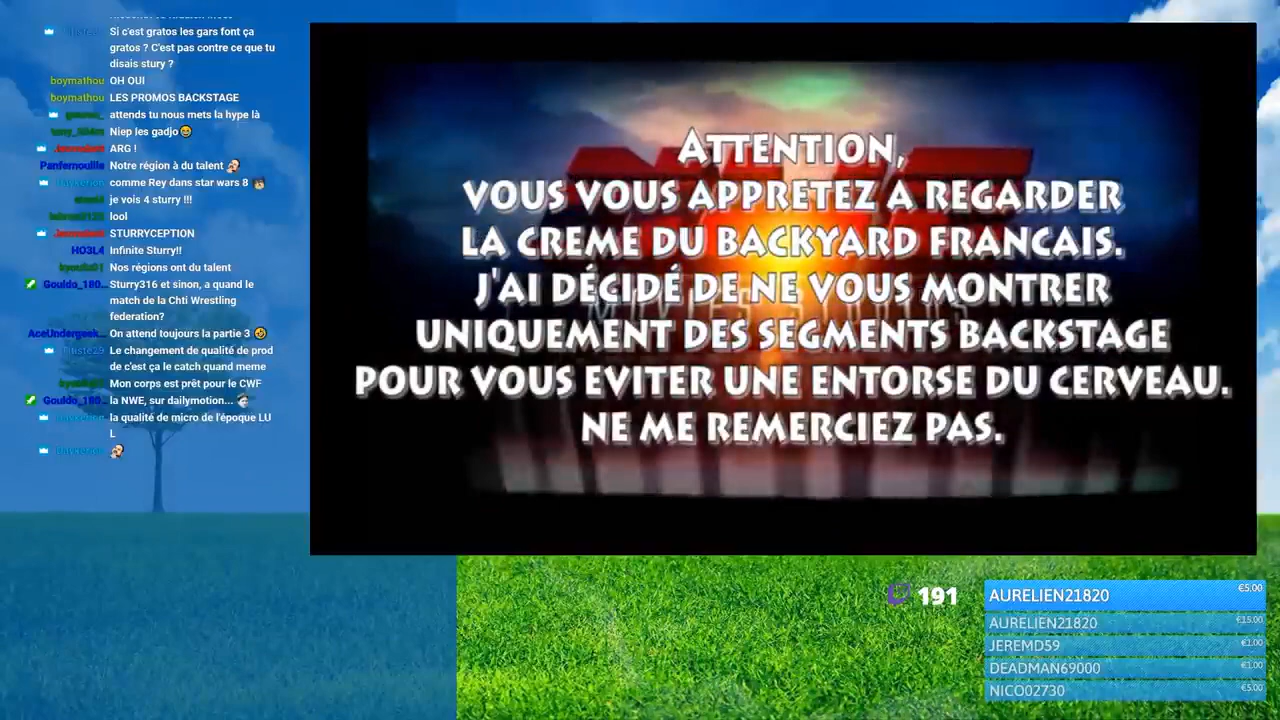 Si c'est gratos les gars font ça
gratos ? C'est pas contre ce que tu
disais stury ?
boymathou OH OUI
boymathou LES PROMOS BACKSTAGE
attends tu nous mets la hype là
Niep les gadjo
ARG !
Panfernouille Notre région à du talent
comme Rey dans star wars 8
je vois 4 sturry !!!
lool
STURRYCEPTION
HO3L4 Infinite Sturry!!
Nos régions ont du talent
Gouldo_180... Sturry316 et sinon, a quand le
match de la Chti Wrestling
federation?
AceUndergeek... On attend toujours la partie 3
Le changement de qualité de prod
de c'est ça le catch quand meme
Mon corps est prêt pour le CWF
Gouldo_180... la NWE, sur dailymotion...
la qualité de micro de l'époque LU
L
ATTENTION,
VOUS VOUS APPRETEZ A REGARDER
LA CREME DU BACKYARD FRANCAIS.
J'AI DÉCIDÉ DE NE VOUS MONTRER
UNIQUEMENT DES SEGMENTS BACKSTAGE
POUR VOUS EVITER UNE ENTORSE DU CERVEAU.
NE ME REMERCIEZ PAS.
191
AURELIEN21820 €5.00
AURELIEN21820 €15.00
JEREMD59 €1.00
DEADMAN69000 €1.00
NICO02730 €5.00